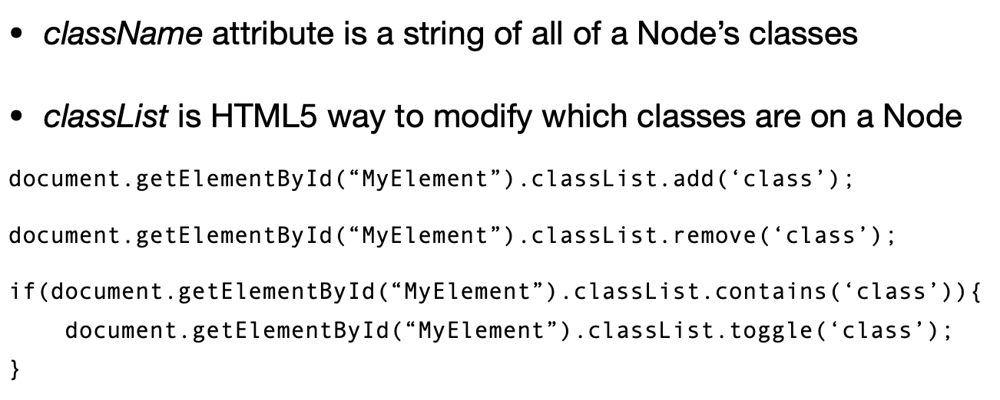 • className attribute is a string of all of a Node’s classes
• classList is HTML5 way to modify which classes are on a Node
document.getElementById(“MyElement”).classList.add(‘class’);
document.getElementById(“MyElement”).classList.remove(‘class’);
if(document.getElementById(“MyElement”).classList.contains(‘class’)){
    document.getElementById(“MyElement”).classList.toggle(‘class’);
}